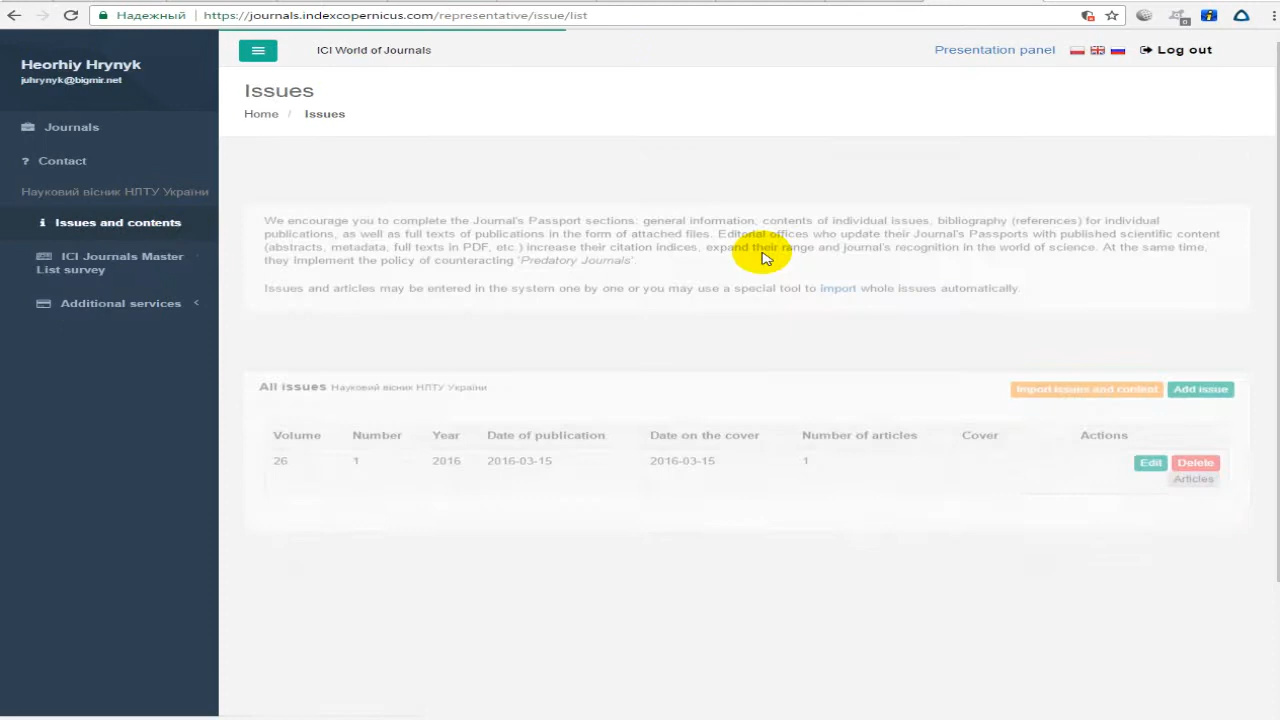 Надежный https://journals.indexcopernicus.com/representative/issue/list
Heorhiy Hrynyk
juhrynyk@bigmir.net
Journals
? Contact
Науковий вісник НЛТУ України
Issues and contents
ICI Journals Master
List survey
Additional services
ICI World of Journals
Presentation panel
Log out
Issues
Home / Issues
We encourage you to complete the Journal's Passport sections: general information, contents of individual issues, bibliography (references) for individual
publications, as well as full texts of publications in the form of attached files. Editorial offices who update their Journal's Passports with published scientific content
(abstracts, metadata, full texts in PDF, etc.) increase their citation indices, expand their range and journal's recognition in the world of science. At the same time,
they implement the policy of counteracting 'Predatory Journals'.
Issues and articles may be entered in the system one by one or you may use a special tool to import whole issues automatically.
All issues Науковий вісник НЛТУ України
Import issues and content Add issue
Volume Number Year Date of publication Date on the cover Number of articles Cover Actions
26 1 2016 2016-03-15 2016-03-15 1 Edit Delete
Articles